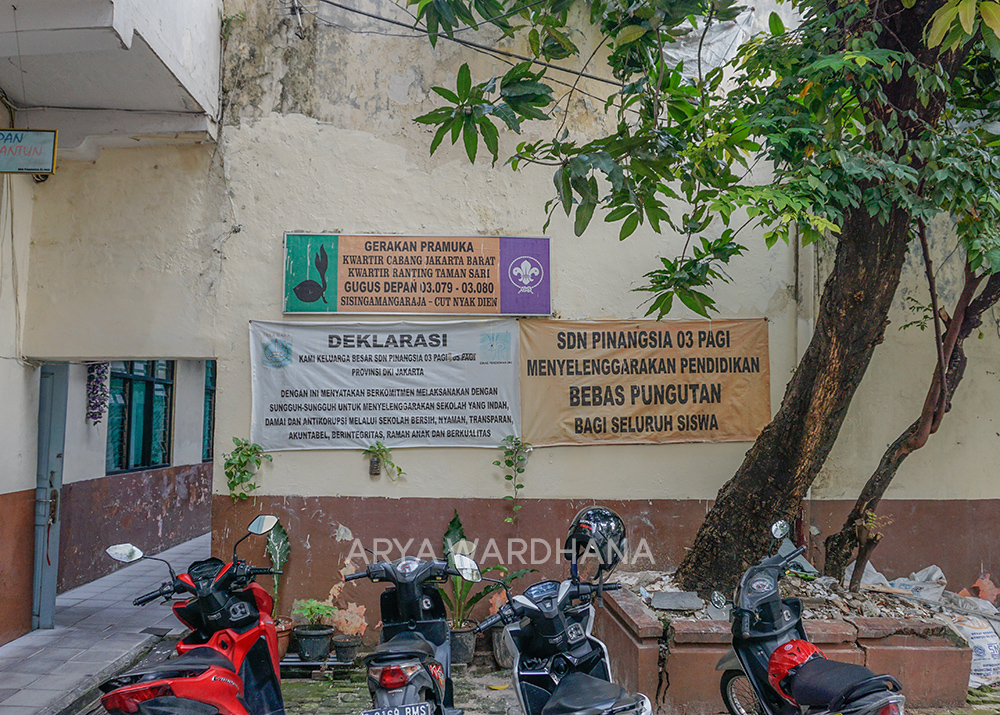 PAN
ANTUN
GERAKAN PRAMUKA
KWARTIR CABANG JAKARTA BARAT
KWARTIR RANTING TAMAN SARI
GUGUS DEPAN 03.079 - 03.080
SISINGAMANGARAJA - CUT NYAK DIEN
DEKLARASI
KAMI KELUARGA BESAR SDN PINANGSIA 03 PAGI
PROVINSI DKI JAKARTA
DENGAN INI MENYATAKAN BERKOMITMEN MELAKSANAKAN DENGAN
SUNGGUH-SUNGGUH UNTUK MENYELENGGARAKAN SEKOLAH YANG INDAH,
DAMAI DAN ANTIKORUPSI MELALUI SEKOLAH BERSIH, NYAMAN, TRANSPARAN,
AKUNTABEL, BERINTEGRITAS, RAMAH ANAK DAN BERKUALITAS
SDN PINANGSIA 03 PAGI
MENYELENGGARAKAN PENDIDIKAN
BEBAS PUNGUTAN
BAGI SELURUH SISWA
ARYA WARDHANA